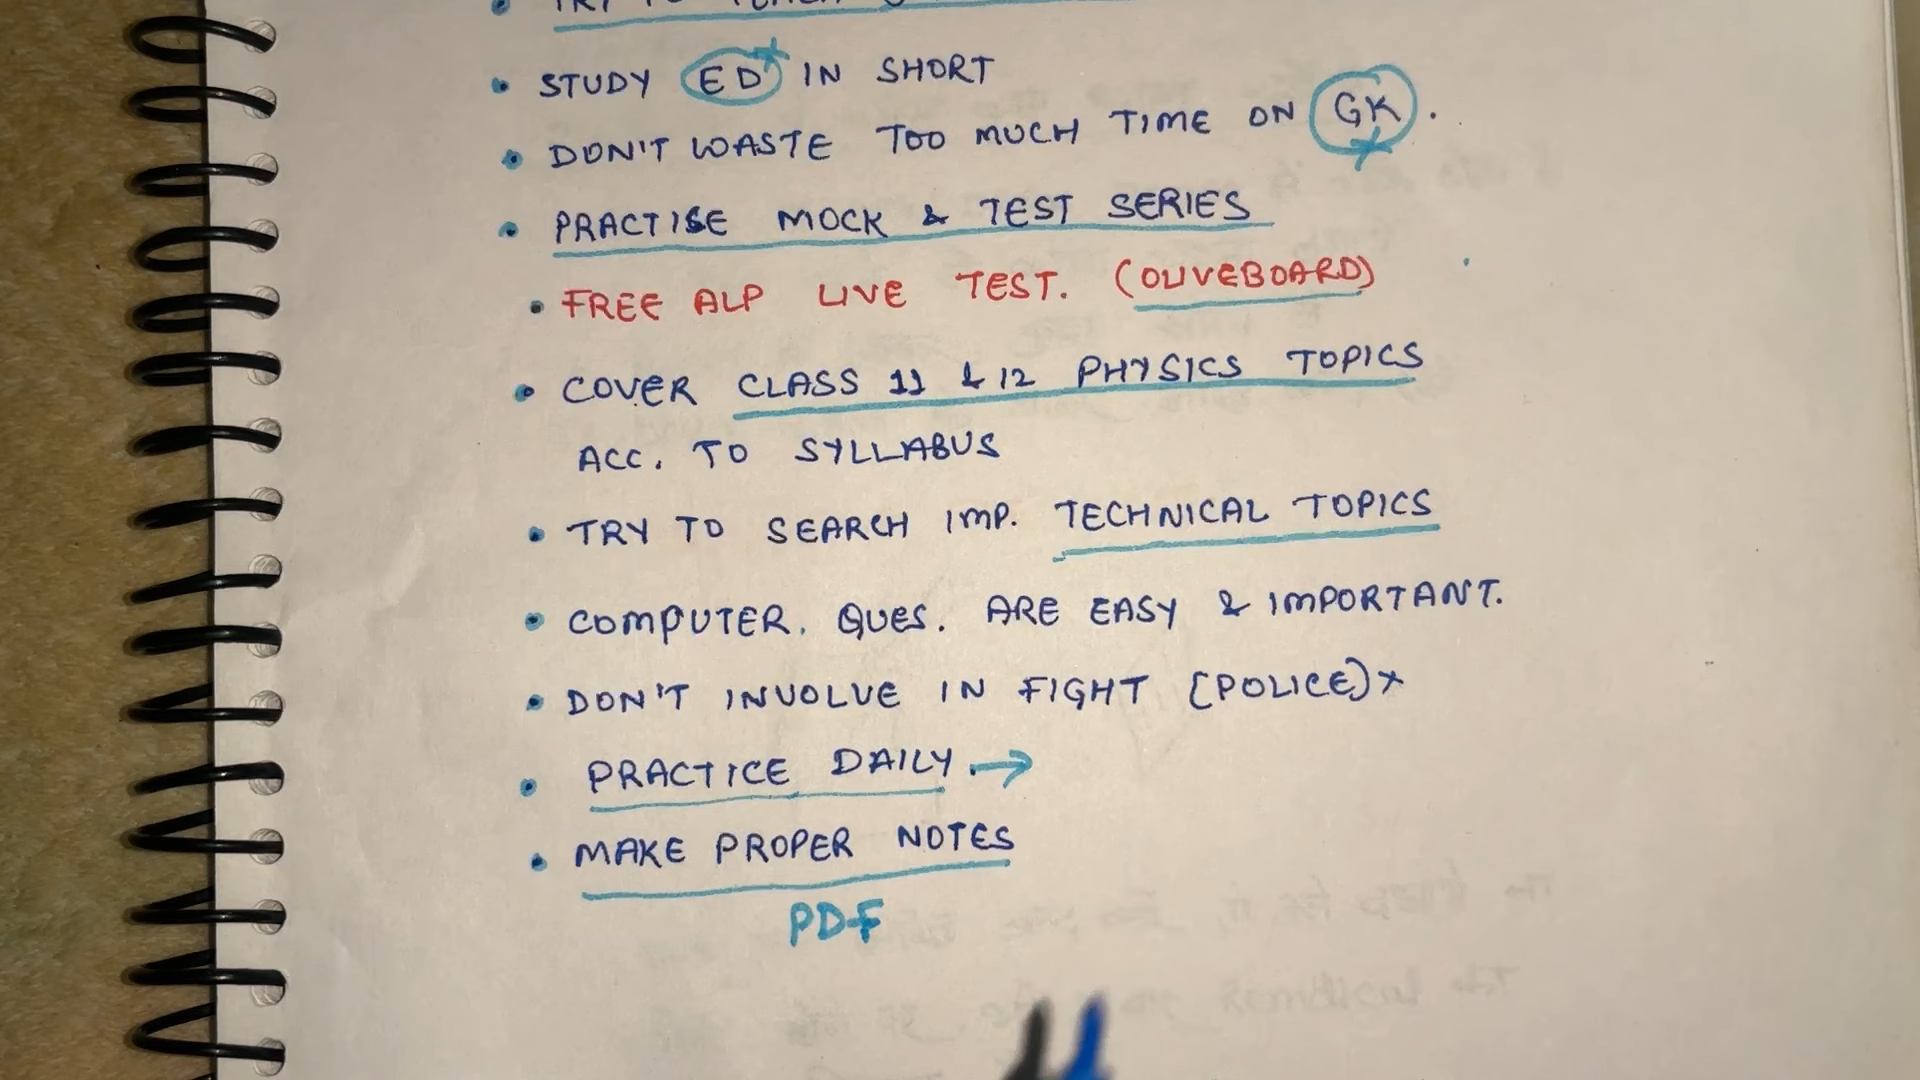 TRY TO
• STUDY ED IN SHORT
• DON'T WASTE TOO MUCH TIME ON GK.
• PRACTISE MOCK & TEST SERIES
• FREE ALP LIVE TEST. (OLIVEBOARD)
• COVER CLASS 11 & 12 PHYSICS TOPICS
ACC. TO SYLLABUS
• TRY TO SEARCH IMP. TECHNICAL TOPICS
• COMPUTER. QUES. ARE EASY & IMPORTANT.
• DON'T INVOLVE IN FIGHT (POLICE)×
• PRACTICE DAILY. →
• MAKE PROPER NOTES
PDF